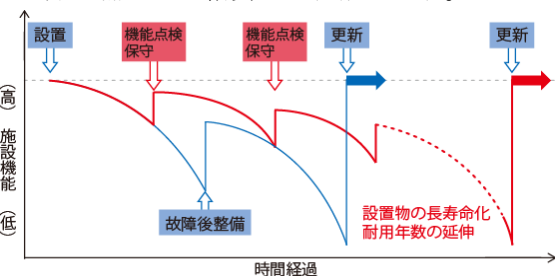 設置
機能点検
保守
機能点検
保守
更新
更新
(高)
施設機能
(低)
故障後整備
設置物の長寿命化
耐用年数の延伸
時間経過